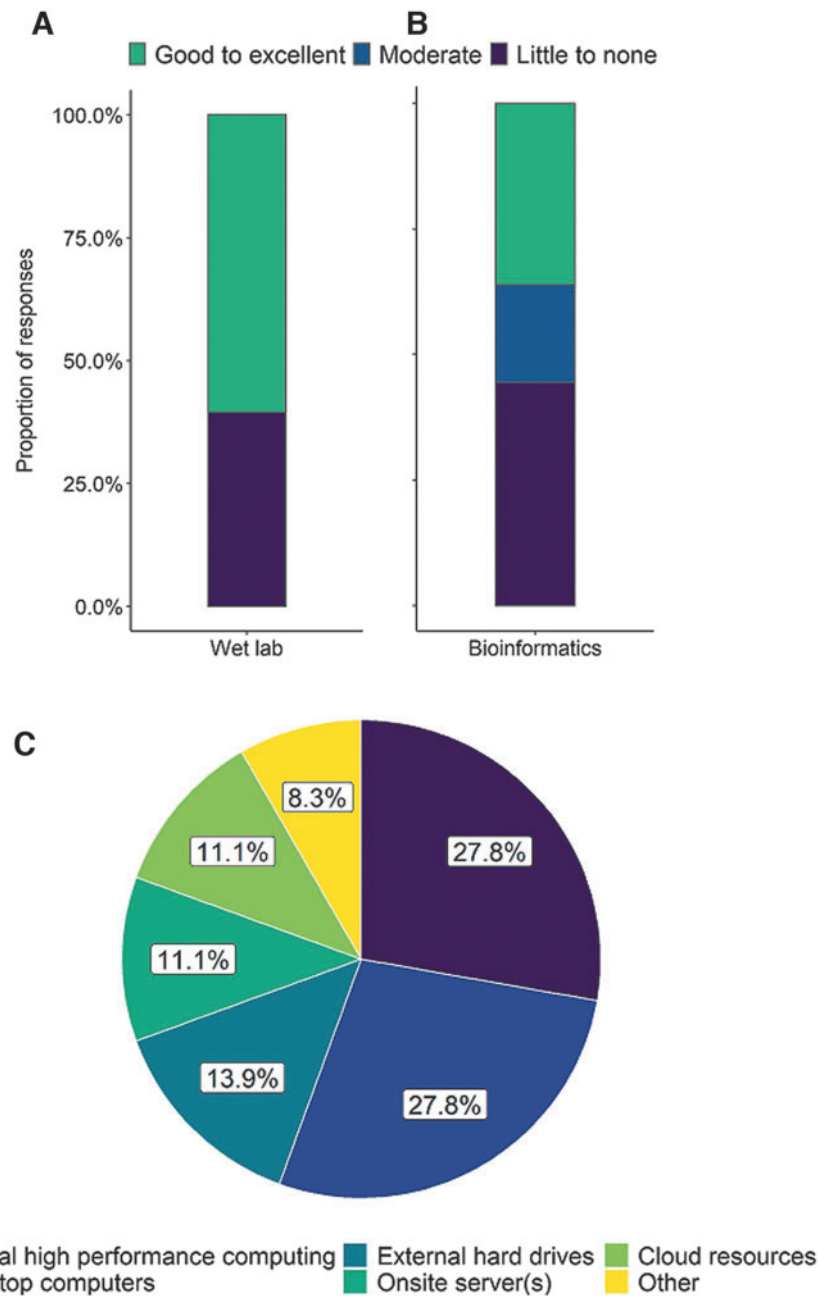 A
B
Good to excellent Moderate Little to none
100.0%
75.0%
50.0%
25.0%
0.0%
Proportion of responses
Wet lab
Bioinformatics
C
8.3%
27.8%
11.1%
11.1%
13.9%
27.8%
al high performance computing External hard drives Cloud resources
top computers Onsite server(s) Other